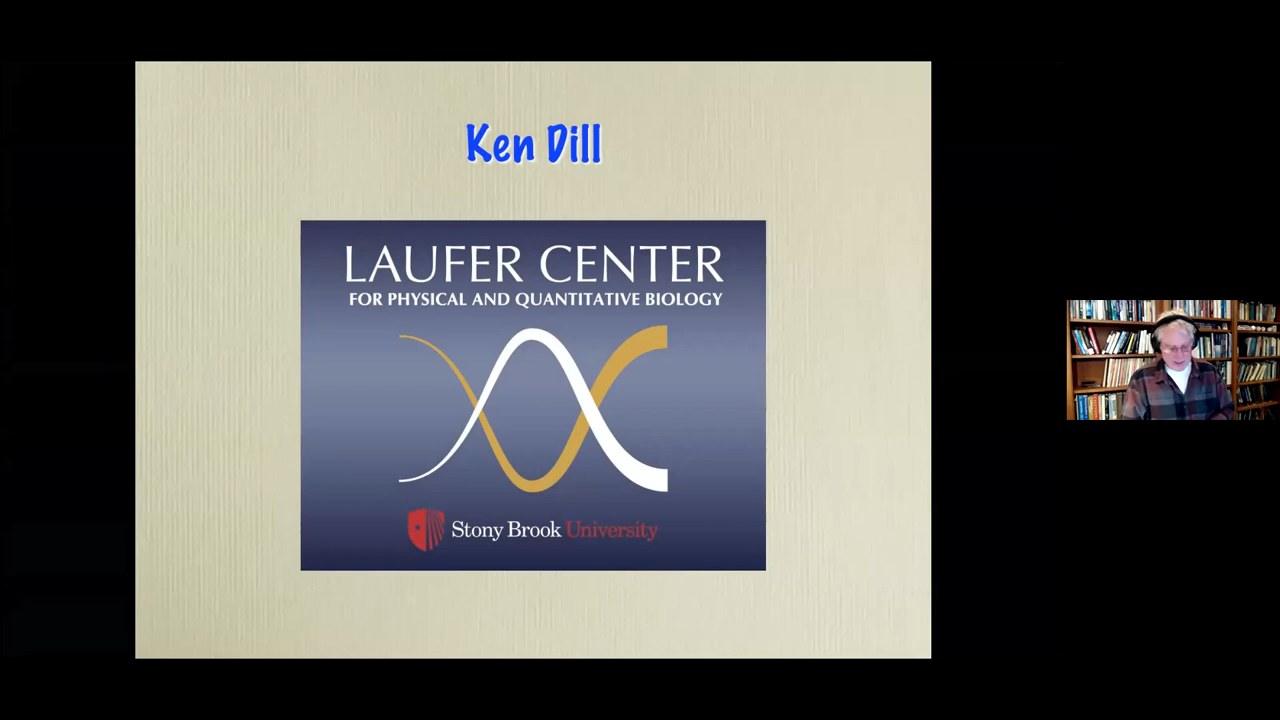 Ken Dill
LAUFER CENTER
FOR PHYSICAL AND QUANTITATIVE BIOLOGY
Stony Brook University